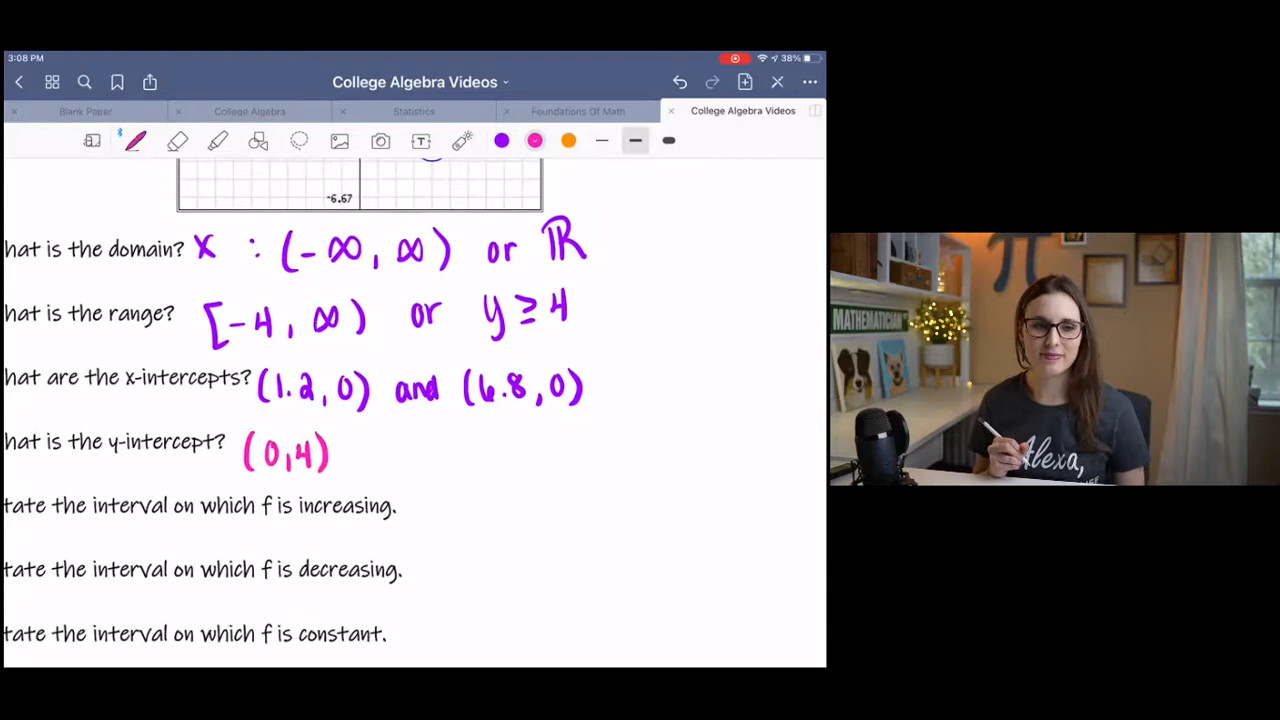 3:08 PM
38%
College Algebra Videos
Blank Paper
College Algebra
Statistics
Foundations Of Math
College Algebra Videos
T
-6.67
hat is the domain? x : (-∞, ∞) or ℝ
hat is the range? [-4, ∞) or y ≥ 4
hat are the x-intercepts? (1.2, 0) and (6.8, 0)
hat is the y-intercept? (0,4)
tate the interval on which f is increasing.
tate the interval on which f is decreasing.
tate the interval on which f is constant.
MATHEMATICIAN
Alexa,